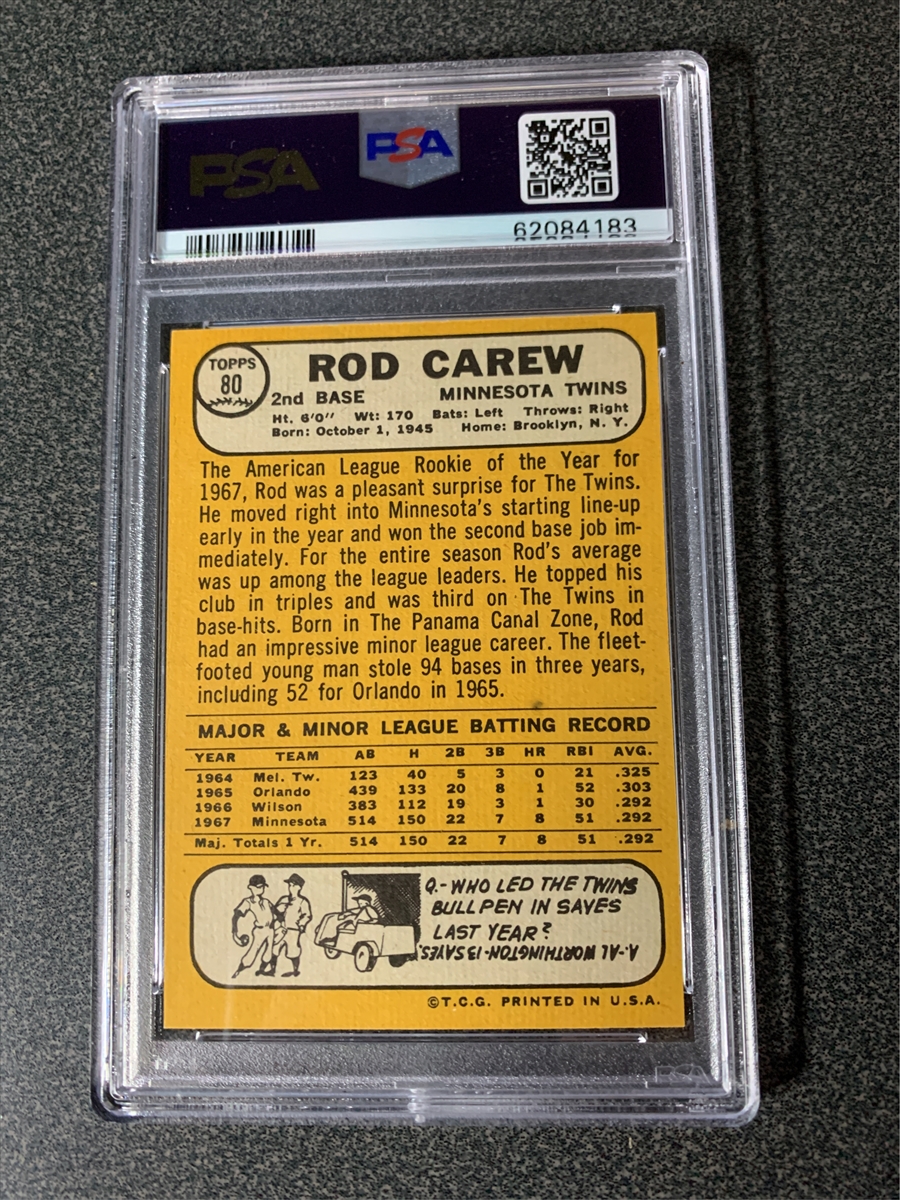 PSA
PSA
62084183
TOPPS
80
ROD CAREW
2nd BASE MINNESOTA TWINS
Ht. 6'0" Wt: 170 Bats: Left Throws: Right
Born: October 1, 1945 Home: Brooklyn, N. Y.
The American League Rookie of the Year for
1967, Rod was a pleasant surprise for The Twins.
He moved right into Minnesota's starting line-up
early in the year and won the second base job im-
mediately. For the entire season Rod's average
was up among the league leaders. He topped his
club in triples and was third on The Twins in
base-hits. Born in The Panama Canal Zone, Rod
had an impressive minor league career. The fleet-
footed young man stole 94 bases in three years,
including 52 for Orlando in 1965.
MAJOR & MINOR LEAGUE BATTING RECORD
YEAR TEAM AB H 2B 3B HR RBI AVG.
1964 Mel. Tw. 123 40 5 3 0 21 .325
1965 Orlando 439 133 20 8 1 52 .303
1966 Wilson 383 112 19 3 1 30 .292
1967 Minnesota 514 150 22 7 8 51 .292
Maj. Totals 1 Yr. 514 150 22 7 8 51 .292
Q.-WHO LED THE TWINS
BULLPEN IN SAVES
LAST YEAR?
A-AL WORTHINGTON-13 SAVES.
©T.C.G. PRINTED IN U.S.A.
PSA